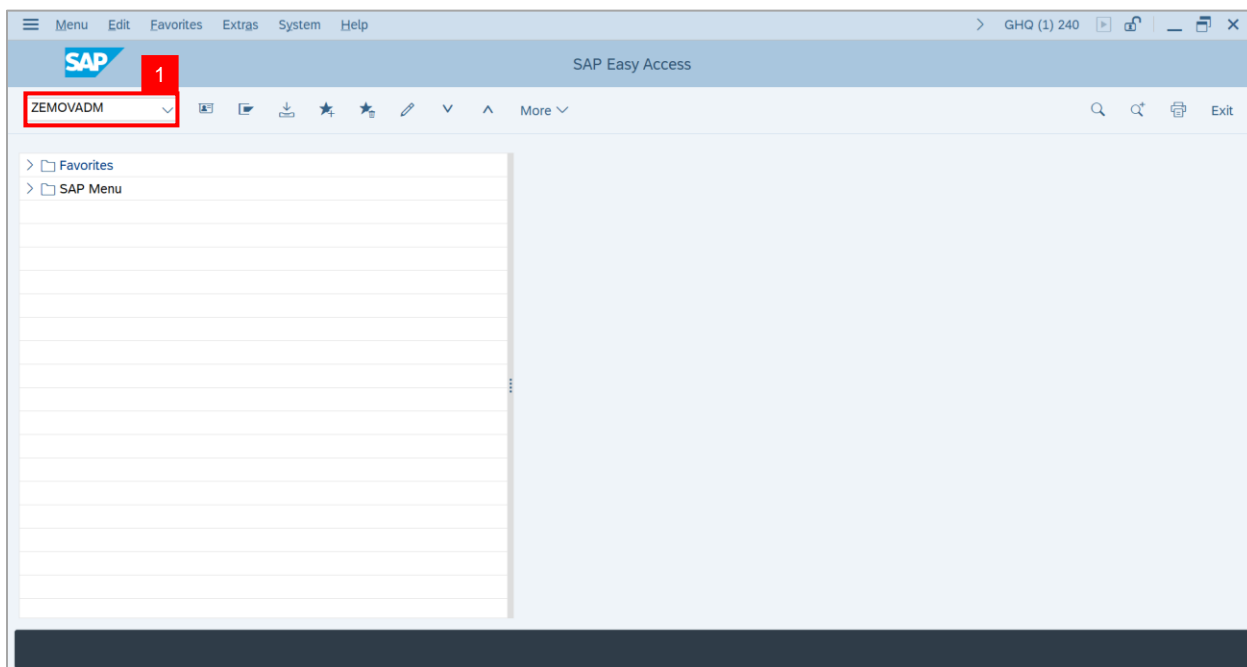 Menu Edit Favorites Extras System Help GHQ (1) 240
SAP SAP Easy Access
1
ZEMOVADM More Exit
Favorites
SAP Menu